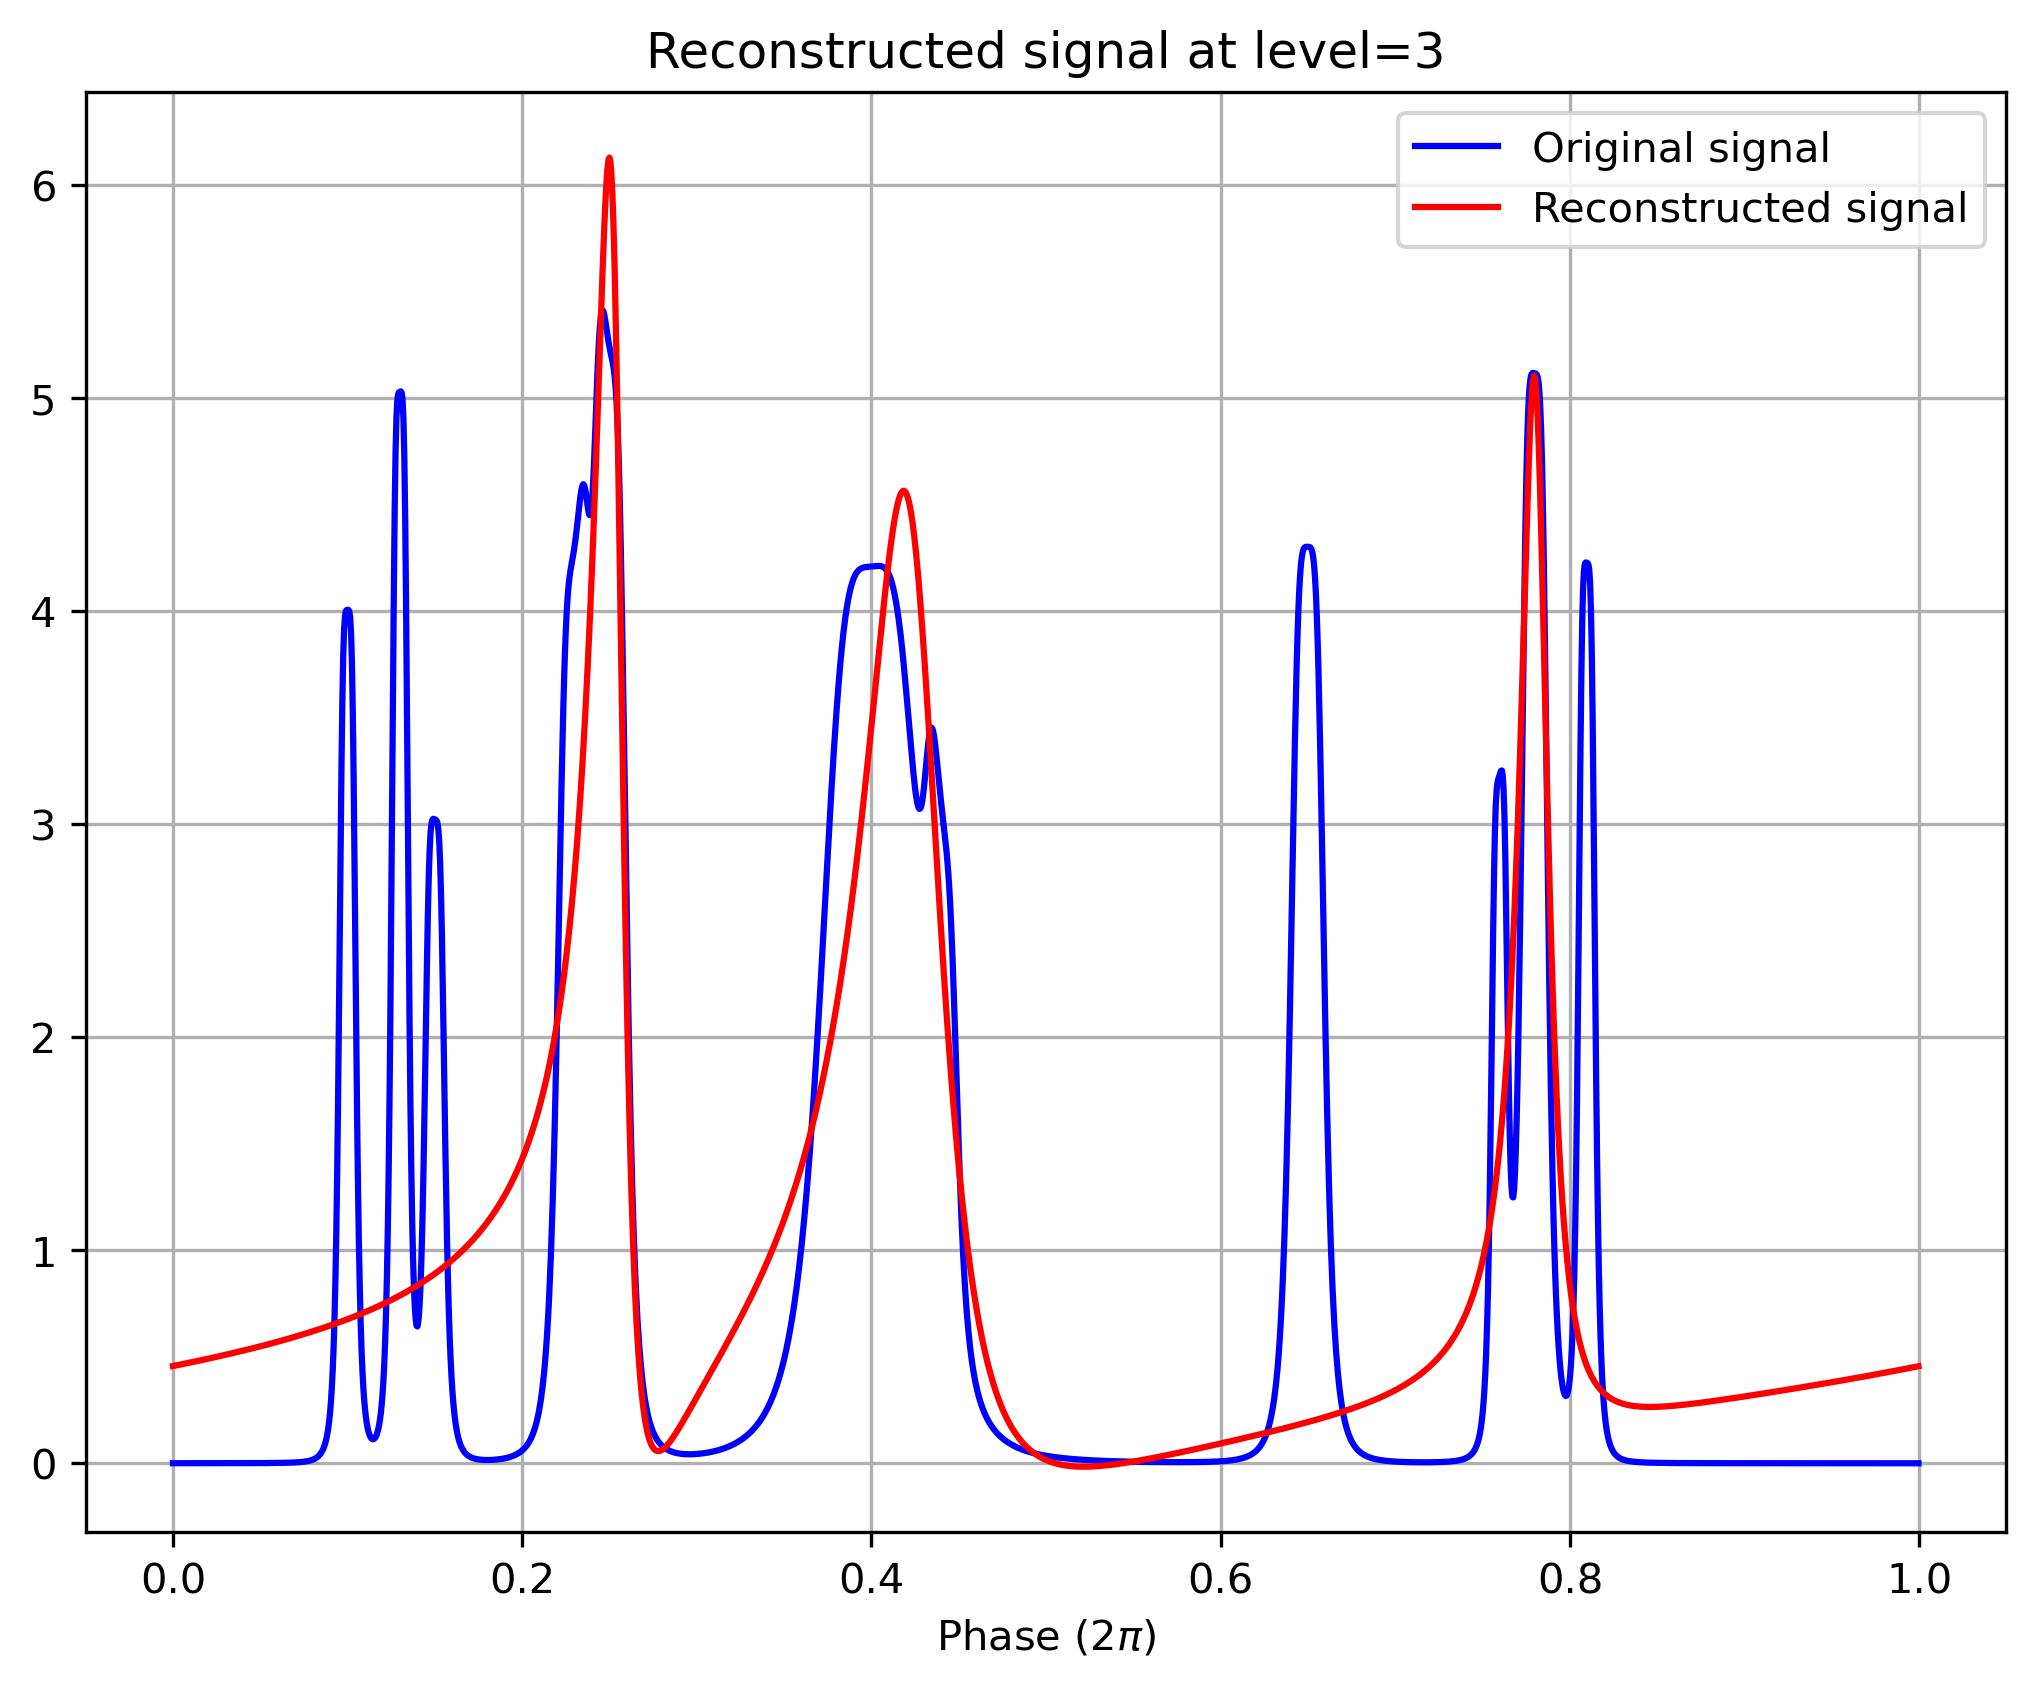 Reconstructed signal at level=3
Original signal
Reconstructed signal
6
5
4
3
2
1
0
0.0 0.2 0.4 0.6 0.8 1.0
Phase (2π)